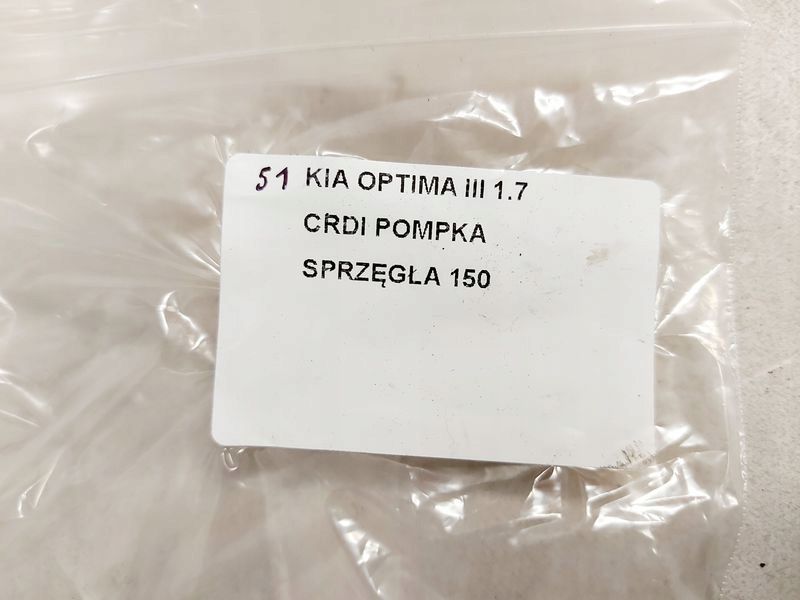 51 KIA OPTIMA III 1.7
CRDI POMPKA
SPRZĘGŁA 150